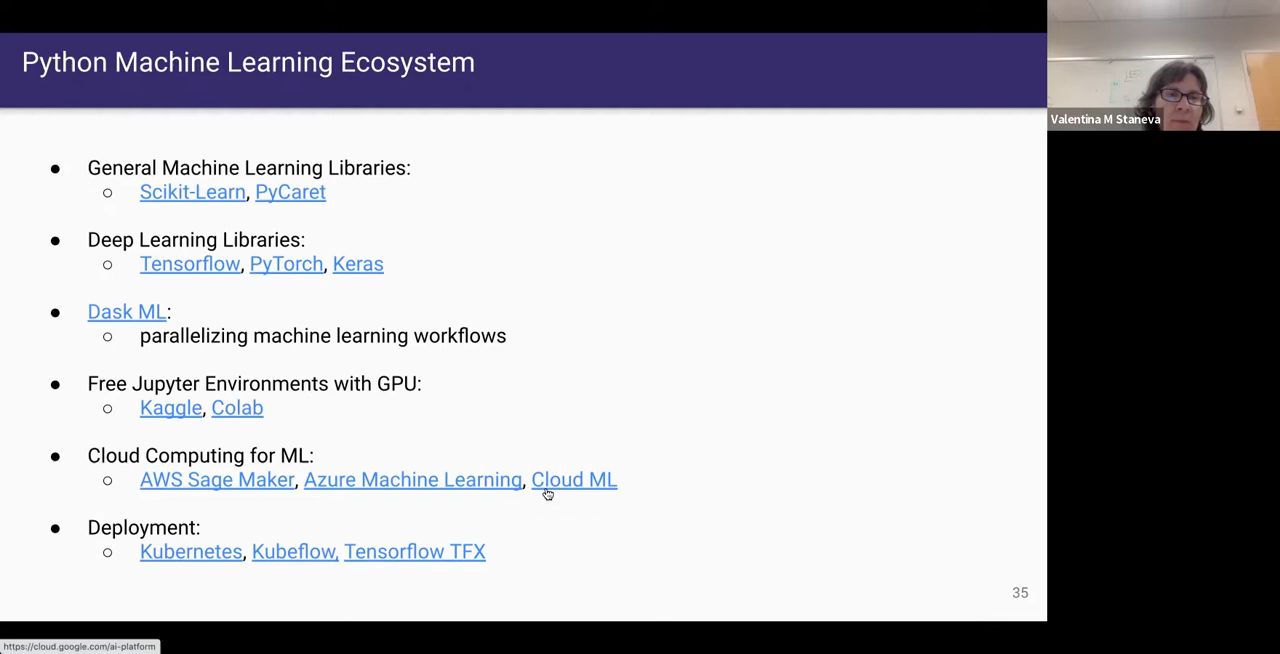 Python Machine Learning Ecosystem
Valentina M Staneva
● General Machine Learning Libraries:
○ Scikit-Learn, PyCaret
● Deep Learning Libraries:
○ Tensorflow, PyTorch, Keras
● Dask ML:
○ parallelizing machine learning workflows
● Free Jupyter Environments with GPU:
○ Kaggle, Colab
● Cloud Computing for ML:
○ AWS Sage Maker, Azure Machine Learning, Cloud ML
● Deployment:
○ Kubernetes, Kubeflow, Tensorflow TFX
35
https://cloud.google.com/ai-platform